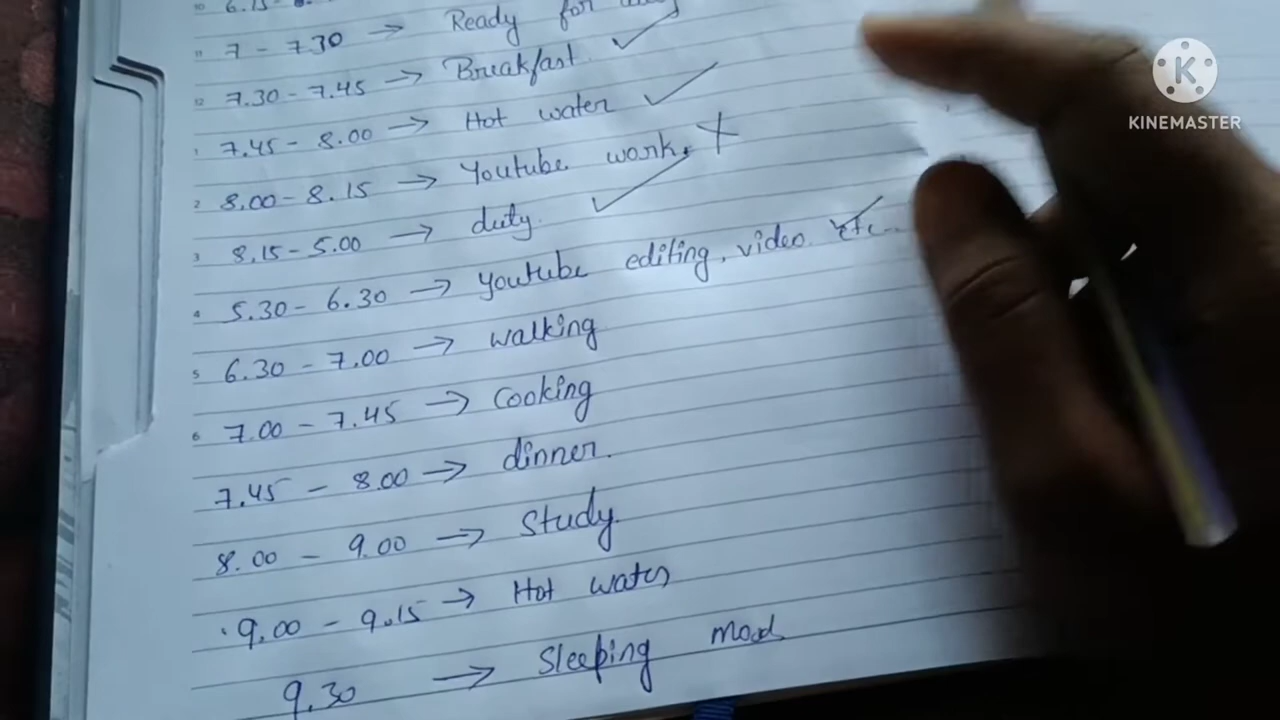 6.15-
7 - 7.30 → Ready for
7.30 - 7.45 → Breakfast.
7.45 - 8.00 → Hot water
8.00 - 8.15 → Youtube work.
8.15 - 5.00 → duty.
5.30 - 6.30 → youtube editing, video etc..
6.30 - 7.00 → walking
7.00 - 7.45 → Cooking
7.45 - 8.00 → dinner.
8.00 - 9.00 → Study.
9.00 - 9.15 → Hot water
9.30 → Sleeping mood
K
KINEMASTER